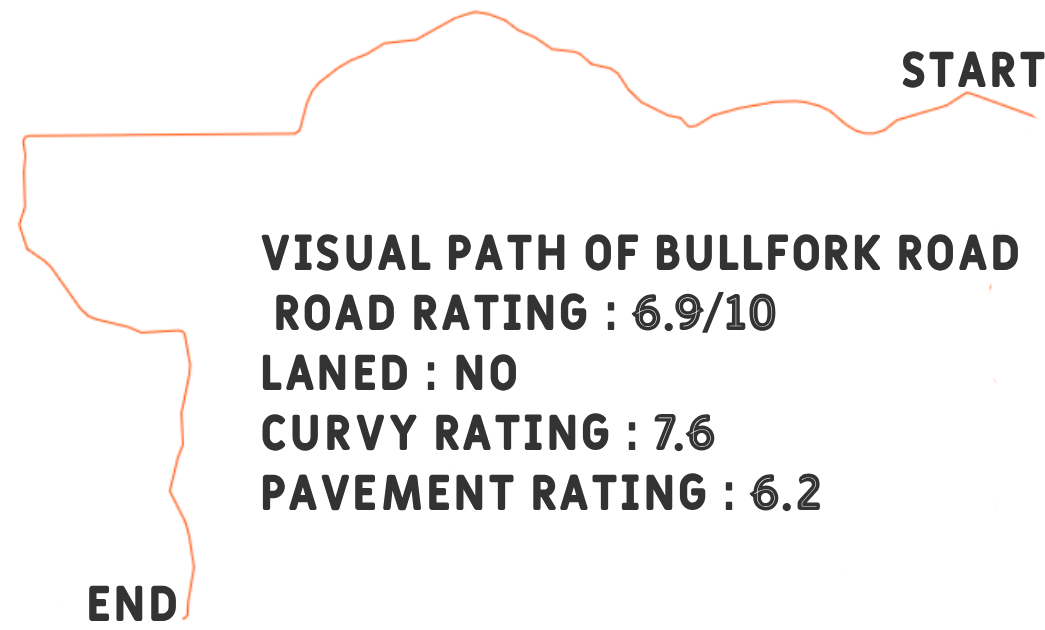 START
VISUAL PATH OF BULLFORK ROAD
ROAD RATING : 6.9/10
LANED : NO
CURVY RATING : 7.6
PAVEMENT RATING : 6.2
END